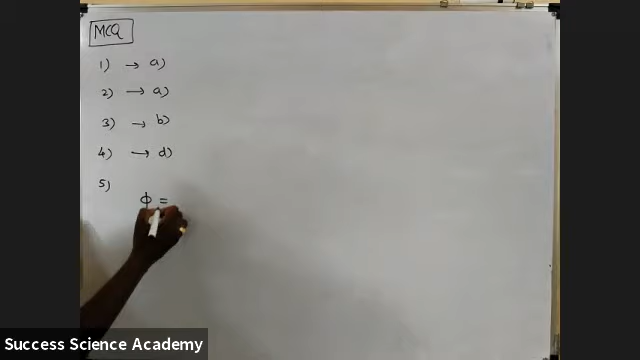 MCQ
1) → a)
2) → a)
3) → b)
4) → d)
5)
ϕ =
Success Science Academy